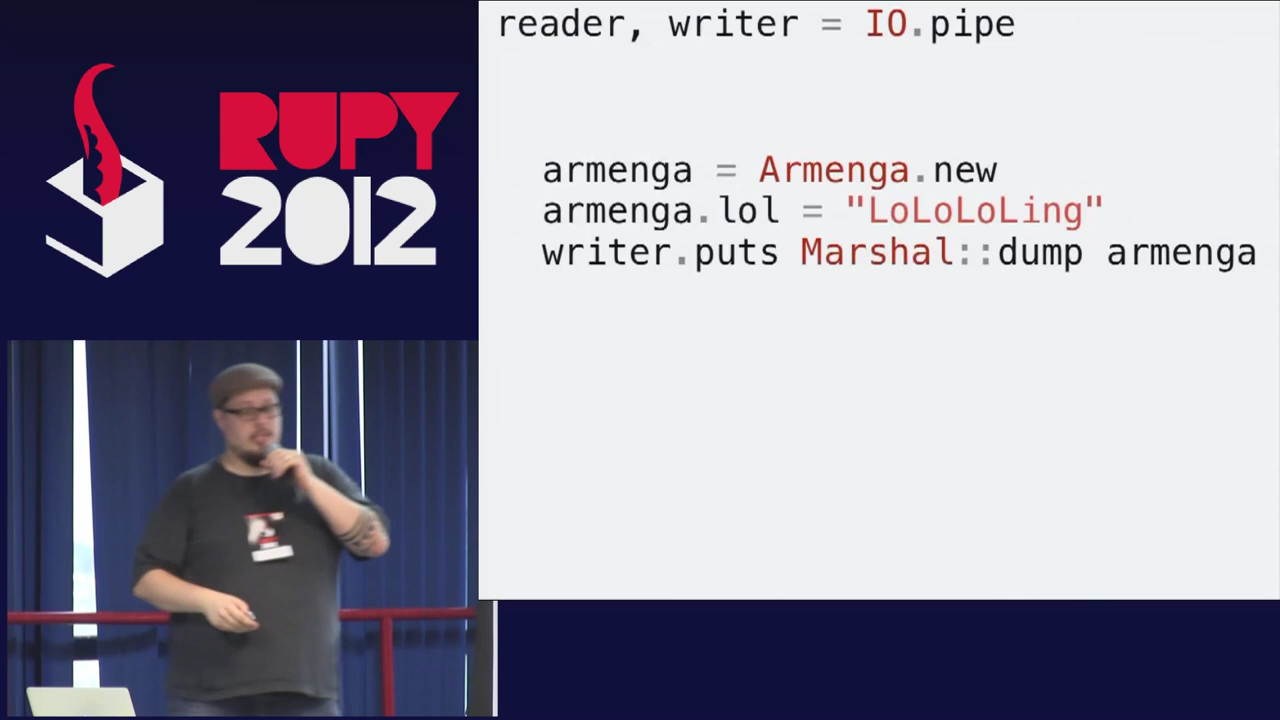 RUPY
2012
reader, writer = IO.pipe
armenga = Armenga.new
armenga.lol = "LoLoLoLing"
writer.puts Marshal::dump armenga